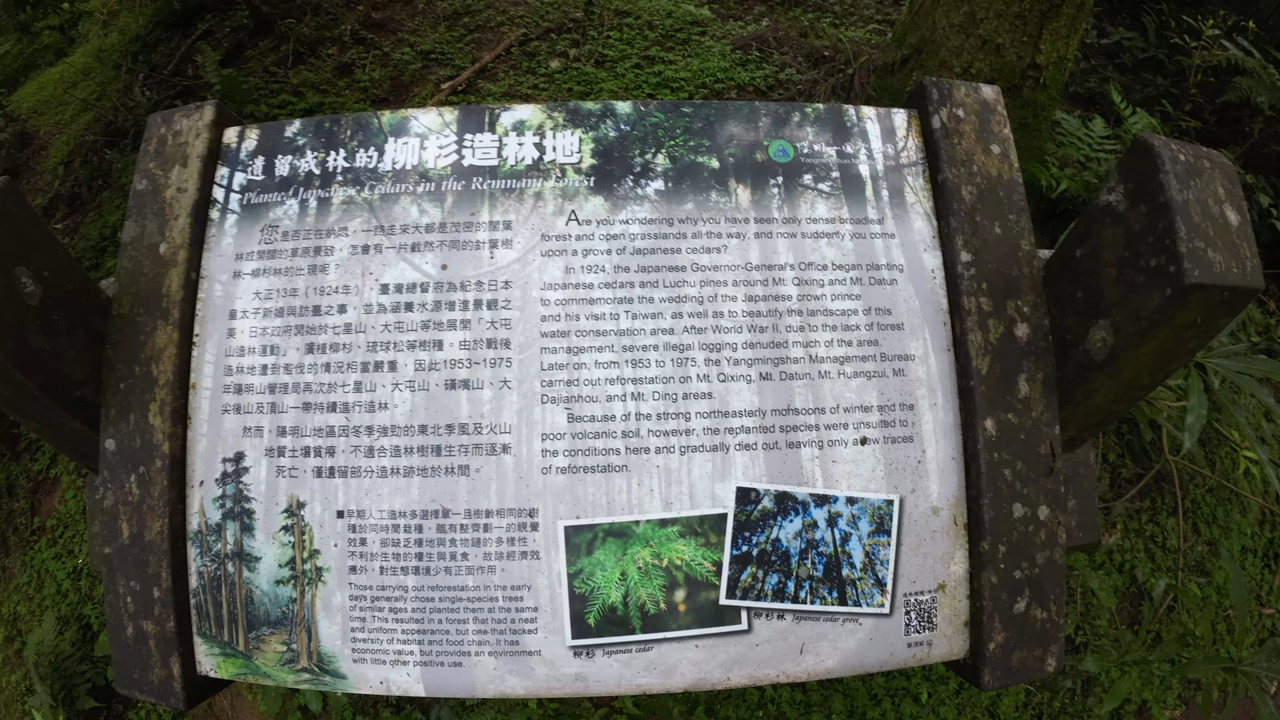 遺留成林的柳杉造林地
Planted Japanese Cedars in the Remnant Forest
Yangmingshan
您是否正在納悶，一路走來大都是茂密的闊葉
林或開闊的草原景致，怎會有一片截然不同的針葉樹
林─柳杉林的出現呢？
大正13年（1924年），臺灣總督府為紀念日本
皇太子新婚與訪臺之事，並為涵養水源增進景觀之
美，日本政府開始於七星山、大屯山等地展開「大屯
山造林運動」，廣植柳杉、琉球松等樹種。由於戰後
造林地遭到濫伐的情況相當嚴重，因此1953~1975
年陽明山管理局再次於七星山、大屯山、磺嘴山、大
尖後山及頂山一帶持續進行造林。
然而，陽明山地區因冬季強勁的東北季風及火山
地質土壤貧瘠，不適合造林樹種生存而逐漸
死亡，僅遺留部分造林跡地於林間。
■早期人工造林多選擇單一且樹齡相同的樹
種於同時間栽種，雖有整齊劃一的視覺
效果，卻缺乏棲地與食物鏈的多樣性，
不利於生物的棲生與覓食，故除經濟效
應外，對生態環境少有正面作用。
Those carrying out reforestation in the early
days generally chose single-species trees
of similar ages and planted them at the same
time. This resulted in a forest that had a neat
and uniform appearance, but one that lacked
diversity of habitat and food chain. It has
economic value, but provides an environment
with little other positive use.
Are you wondering why you have seen only dense broadleaf
forest and open grasslands all the way, and now suddenly you come
upon a grove of Japanese cedars?
In 1924, the Japanese Governor-General's Office began planting
Japanese cedars and Luchu pines around Mt. Qixing and Mt. Datun
to commemorate the wedding of the Japanese crown prince
and his visit to Taiwan, as well as to beautify the landscape of this
water conservation area. After World War II, due to the lack of forest
management, severe illegal logging denuded much of the area.
Later on, from 1953 to 1975, the Yangmingshan Management Bureau
carried out reforestation on Mt. Qixing, Mt. Datun, Mt. Huangzui, Mt.
Dajianhou, and Mt. Ding areas.
Because of the strong northeasterly monsoons of winter and the
poor volcanic soil, however, the replanted species were unsuited to
the conditions here and gradually died out, leaving only a few traces
of reforestation.
柳杉 Japanese cedar
柳杉林 Japanese cedar grove